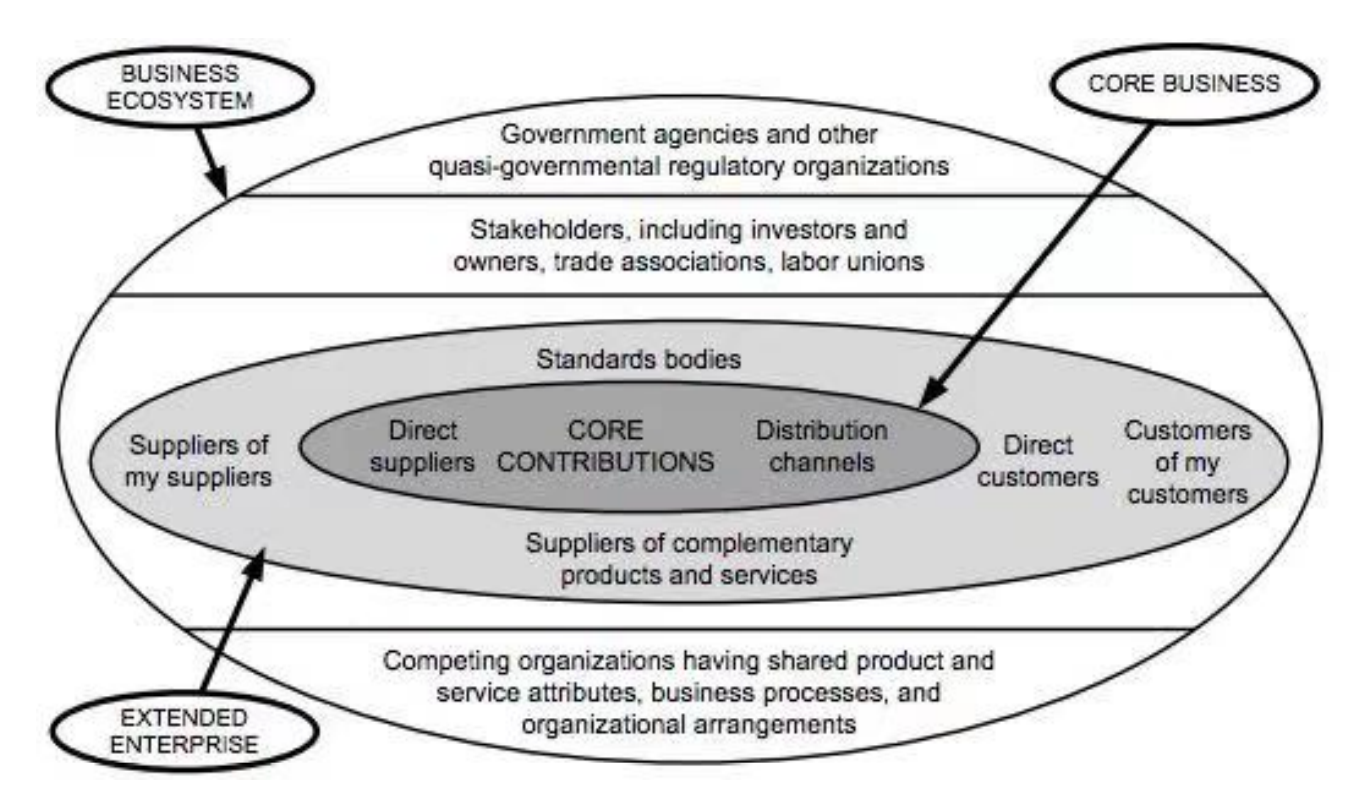 BUSINESS
ECOSYSTEM
CORE BUSINESS
Government agencies and other
quasi-governmental regulatory organizations
Stakeholders, including investors and
owners, trade associations, labor unions
Standards bodies
Suppliers of
my suppliers
Direct
suppliers
CORE
CONTRIBUTIONS
Distribution
channels
Direct
customers
Customers
of my
customers
Suppliers of complementary
products and services
Competing organizations having shared product and
service attributes, business processes, and
organizational arrangements
EXTENDED
ENTERPRISE